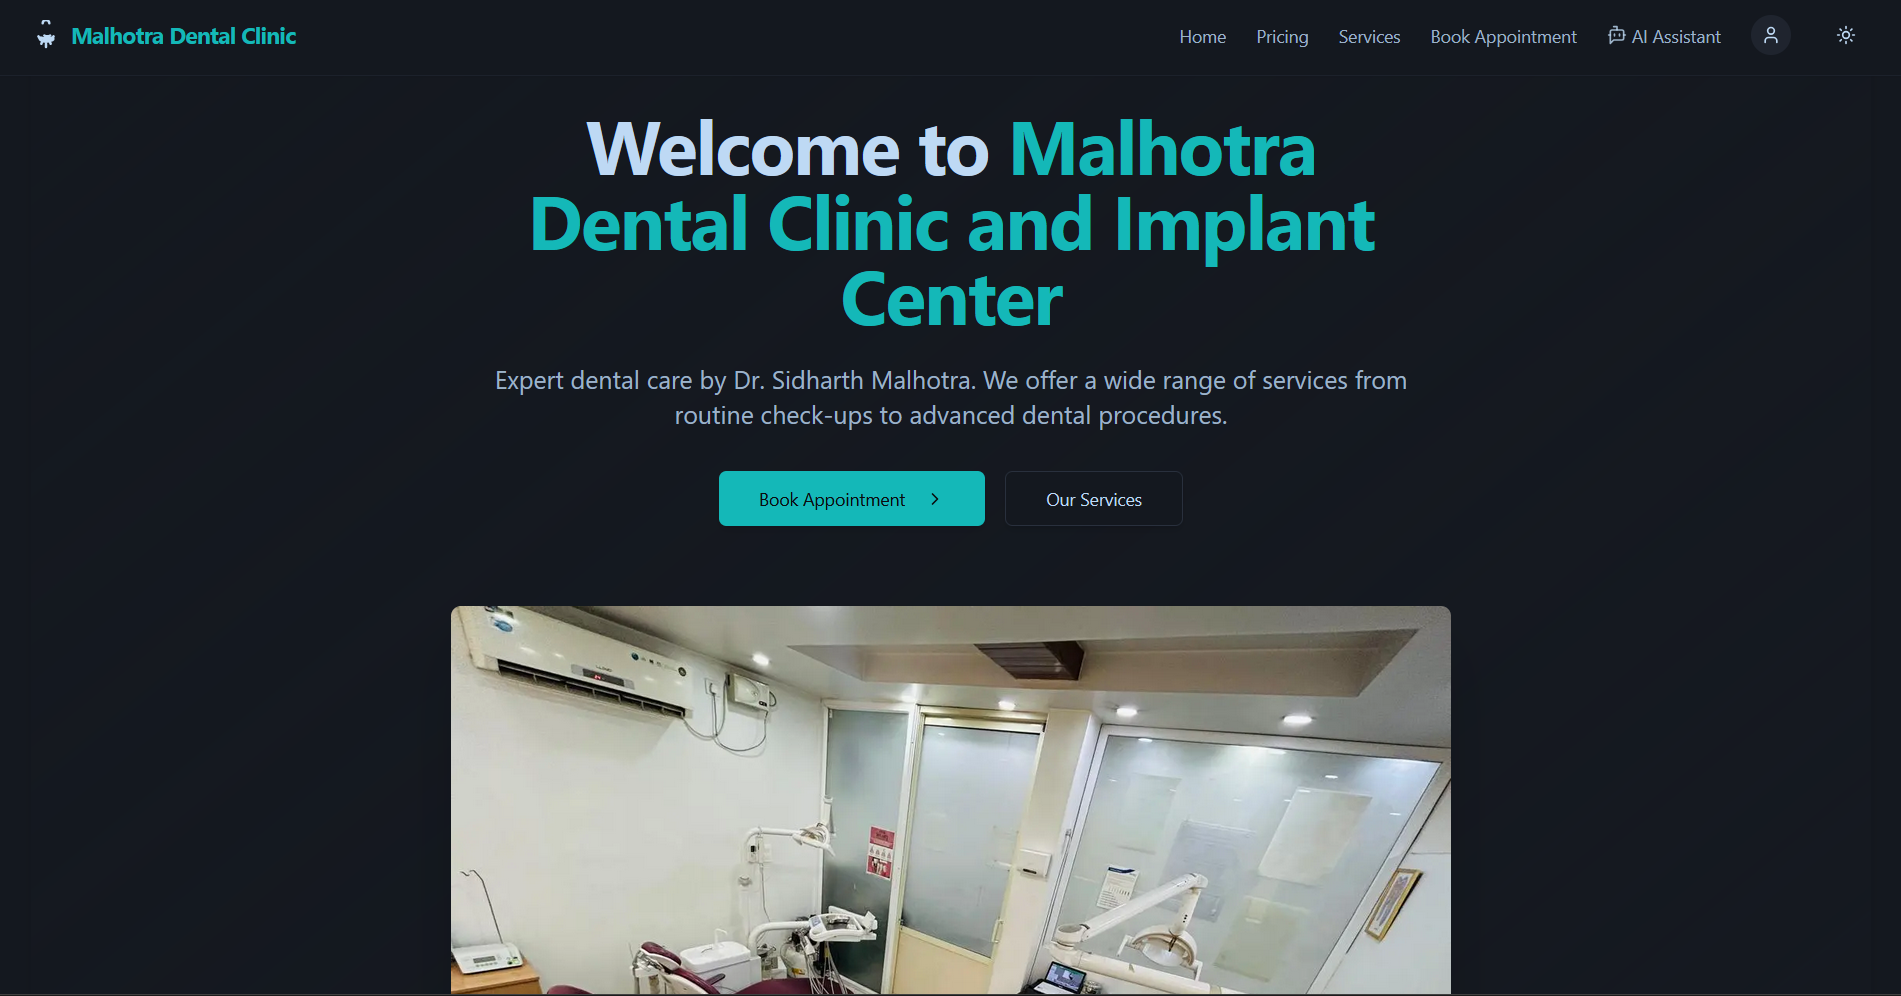 Malhotra Dental Clinic
Home
Pricing
Services
Book Appointment
AI Assistant
Welcome to Malhotra
Dental Clinic and Implant
Center
Expert dental care by Dr. Sidharth Malhotra. We offer a wide range of services from
routine check-ups to advanced dental procedures.
Book Appointment
Our Services